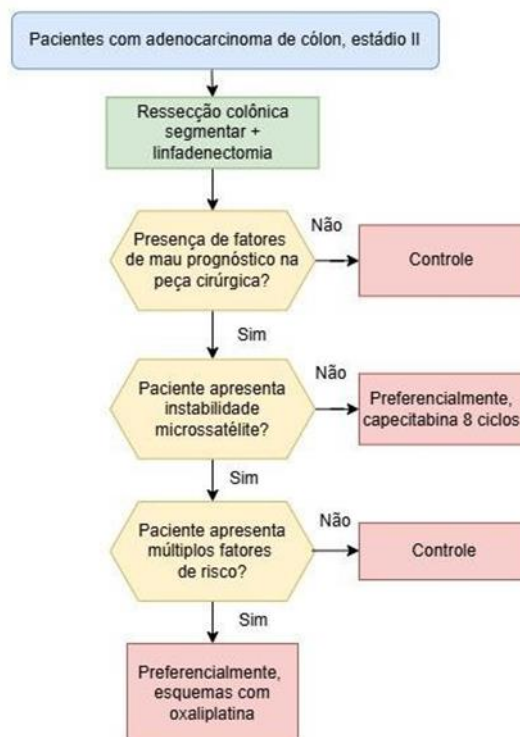 Pacientes com adenocarcinoma de cólon, estádio II
Ressecção colônica
segmentar +
linfadenectomia
Presença de fatores
de mau prognóstico na
peça cirúrgica?
Não
Controle
Sim
Paciente apresenta
instabilidade
microssatélite?
Não
Preferencialmente,
capecitabina 8 ciclos
Sim
Paciente apresenta
múltiplos fatores
de risco?
Não
Controle
Sim
Preferencialmente,
esquemas com
oxaliplatina